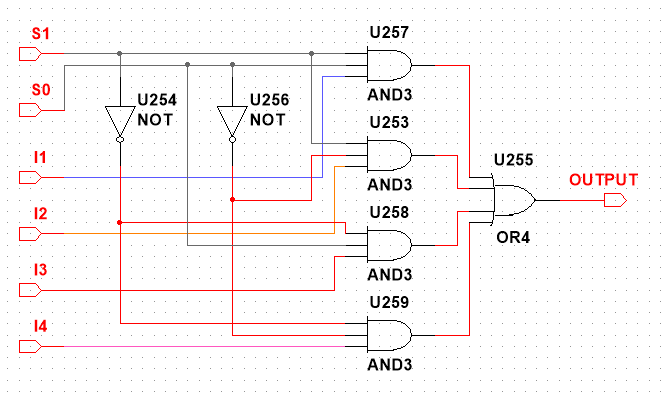 S1
U257
S0
U254
NOT
U256
NOT
AND3
U253
I1
AND3
U255
OUTPUT
I2
U258
OR4
I3
AND3
U259
I4
AND3